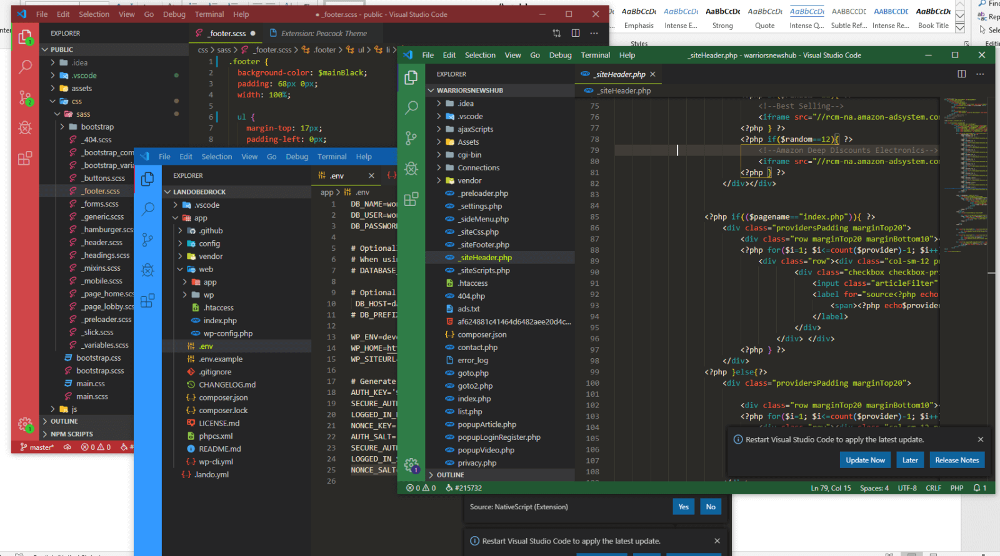 File Edit Selection View Go Debug Terminal Help
● _footer.scss - public - Visual Studio Code
EXPLORER
PUBLIC
.idea
.vscode
assets
css
sass
bootstrap
_404.scss
_bootstrap_com
_bootstrap_varia
_buttons.scss
_footer.scss
_forms.scss
_generic.scss
_hamburger.scs
_header.scss
_headings.scss
_mixins.scss
_mobile.scss
_page_home.scs
_page_lobby.scs
_preloader.scss
_slick.scss
_variables.scss
bootstrap.css
bootstrap.scss
main.css
main.scss
js
OUTLINE
NPM SCRIPTS
master* 0 0 #
_footer.scss ● Extension: Peacock Theme
css > sass > _footer.scss > .footer > ul > li >
1 .footer {
2 background-color: $mainBlack;
3 padding: 68px 0px;
4 width: 100%;
5
6 ul {
7 margin-top: 17px;
8 padding-left: 0px;
AaBbCcDc AaBbCcDc AaBbCcDc AaBbCcDc AaBbCcDc AABBCCDC AABBCCDC AaBbCcDc
Emphasis Intense E... Strong Quote Intense Q... Subtle Ref... Intense Re... Book Title
Styles
Editi
File Edit Selection View Go Debug Terminal Help
EXPLORER
LANDOBEDROCK
.vscode
app
.github
config
vendor
web
app
wp
.htaccess
index.php
wp-config.php
.env
.env.example
.gitignore
CHANGELOG.md
composer.json
composer.lock
LICENSE.md
phpcs.xml
README.md
wp-cli.yml
.lando.yml
.env
app > .env
1 DB_NAME=wo
2 DB_USER=wo
3 DB_PASSWORD
4
5 # Optional
6 # When usin
7 # DATABASE_
8
9 # Optional
10 DB_HOST=da
11 # DB_PREFI
12
13 WP_ENV=deve
14 WP_HOME=ht
15 WP_SITEURL=
16
17 # Generate
18 AUTH_KEY='
19 SECURE_AUT
20 LOGGED_IN_
21 NONCE_KEY=
22 AUTH_SALT=
23 SECURE_AUT
24 LOGGED_IN_
25 NONCE_SALT
26
File Edit Selection View Go Debug Terminal Help
_siteHeader.php - warriorsnewshub - Visual Studio Code
EXPLORER
WARRIORSNEWSHUB
.idea
.vscode
ajaxScripts
Assets
cgi-bin
Connections
vendor
_preloader.php
_settings.php
_sideMenu.php
_siteCss.php
_siteFooter.php
_siteHeader.php
_siteScripts.php
.htaccess
404.php
ads.txt
af624881c41464d6482aee20d4c...
composer.json
contact.php
error_log
goto.php
goto2.php
index.php
list.php
popupArticle.php
popupLoginRegister.php
popupVideo.php
privacy.php
OUTLINE
_siteHeader.php
_siteHeader.php
75 <!--Best Selling-->
76 <iframe src="//rcm-na.amazon-adsystem.co
77 <?php } ?>
78 <?php if($random==12){ ?>
79 <!--Amazon Deep Discounts Electronics-->
80 <iframe src="//rcm-na.amazon-adsystem.co
81 <?php } ?>
82 </div></div>
83
84
85 <?php if(($pagename=="index.php")){ ?>
86 <div class="providersPadding marginTop20">
87 <div class="row marginTop20 marginBottom10">
88 <?php for($i=1; $i<=count($provider)-1; $i++
89 <div class="row"><div class="col-sm-12 p
90 <div class="checkbox checkbox-pr
91 <input class="articleFilter"
92 <label for="source<?php echo
93 <span><?php echo$provide
94 </label>
95 </div>
96 </div> </div>
97 <?php } ?>
98 </div>
99 <?php }else{?>
100 <div class="providersPadding marginTop20">
101
102 <div class="row marginTop20 marginBottom10">
103 <?php for($i=1; $i<=count($provider)-1; $i++
104
105
106
107
108
Restart Visual Studio Code to apply the latest update.
Update Now Later Release Notes
0 0 #215732 Ln 79, Col 15 Spaces: 4 UTF-8 CRLF PHP 1
Source: NativeScript (Extension) Yes No
Restart Visual Studio Code to apply the latest update.